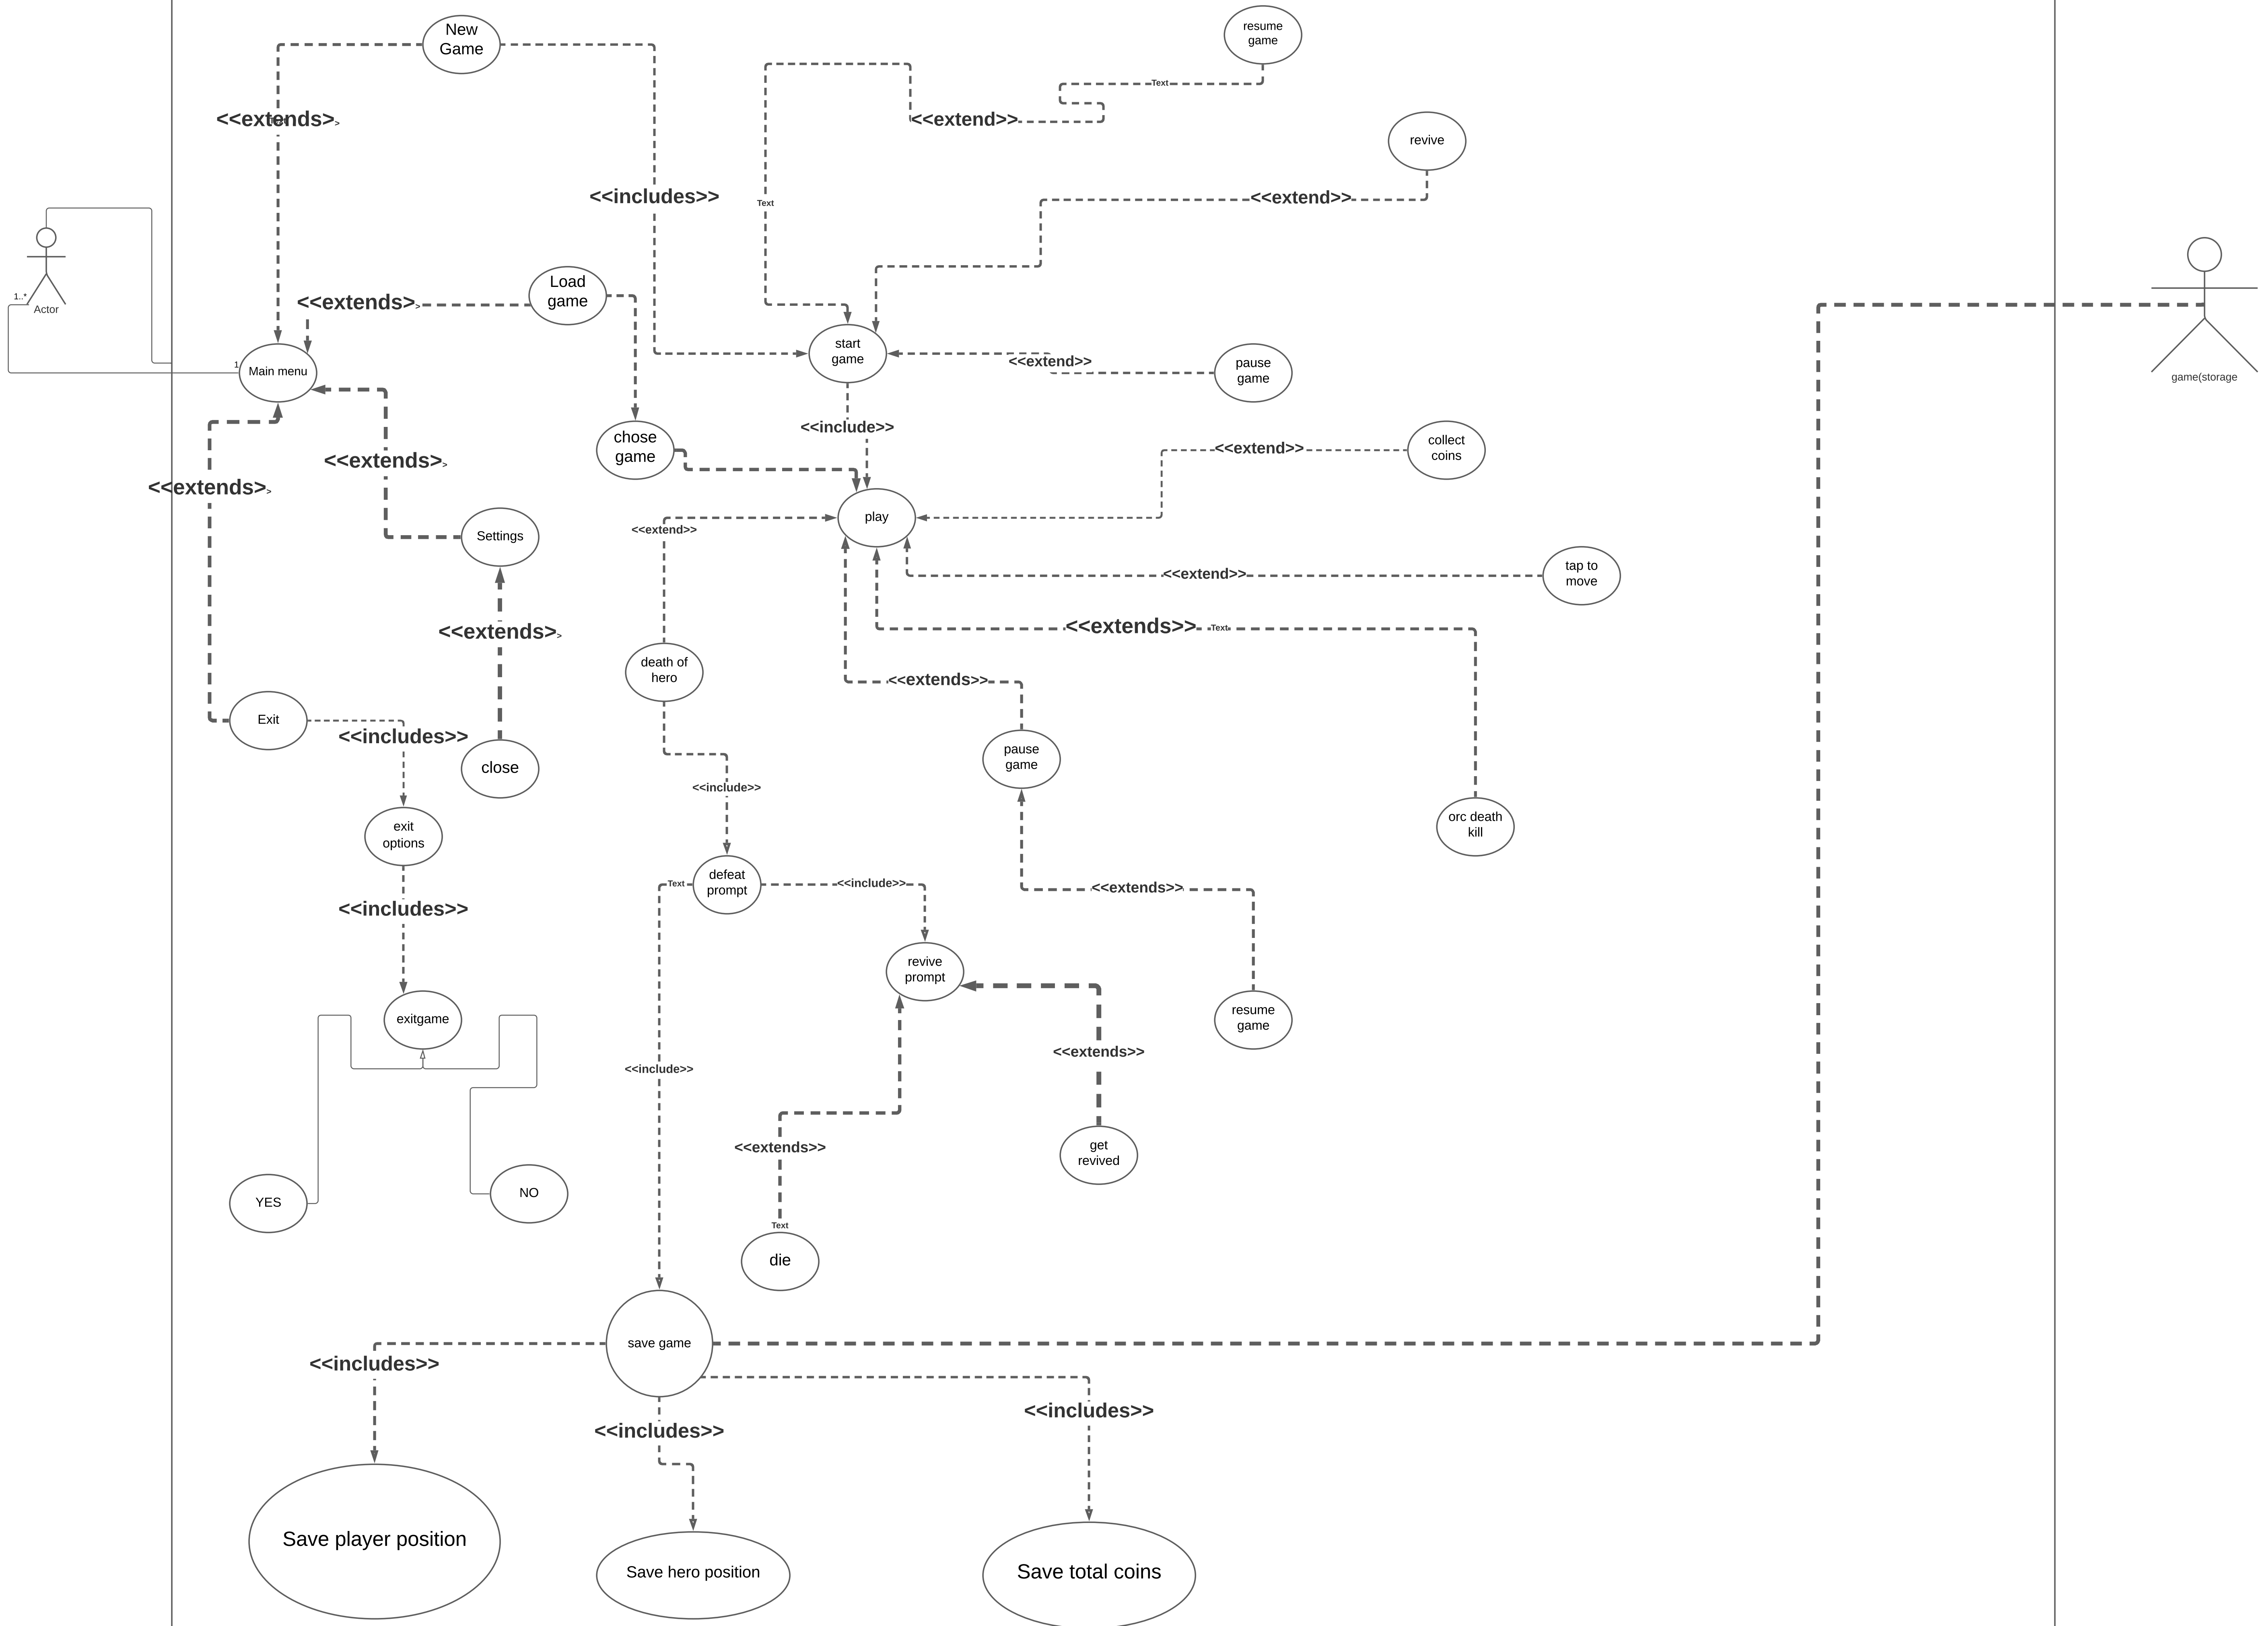 New
Game
resume
game
Text
<<extends>>
<<extend>>
revive
<<includes>>
<<extend>>
Text
Load
game
1..*
<<extends>>
Actor
start
game
pause
game
<<extend>>
1
Main menu
game(storage
<<include>>
chose
game
collect
coins
<<extend>>
<<extends>>
<<extends>>
play
<<extend>>
Settings
tap to
move
<<extend>>
<<extends>>
Text
<<extends>>
death of
hero
<<extends>>
Exit
<<includes>>
close
pause
game
<<include>>
exit
options
orc death
kill
defeat
prompt
Text
<<include>>
<<extends>>
<<includes>>
revive
prompt
exitgame
resume
game
<<extends>>
<<include>>
<<extends>>
get
revived
YES
NO
Text
die
save game
<<includes>>
<<includes>>
<<includes>>
Save player position
Save hero position
Save total coins